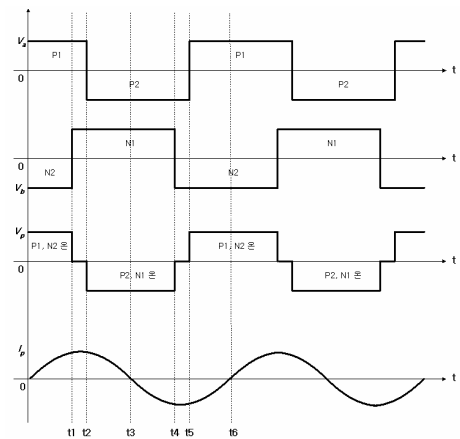 Va
P1
P1
t
0
P2
P2
N1
N1
t
0
N2
N2
Vb
Vp
P1, N2 온
P1, N2 온
t
0
P2, N1 온
P2, N1 온
Ip
t
0
t1 t2 t3 t4 t5 t6